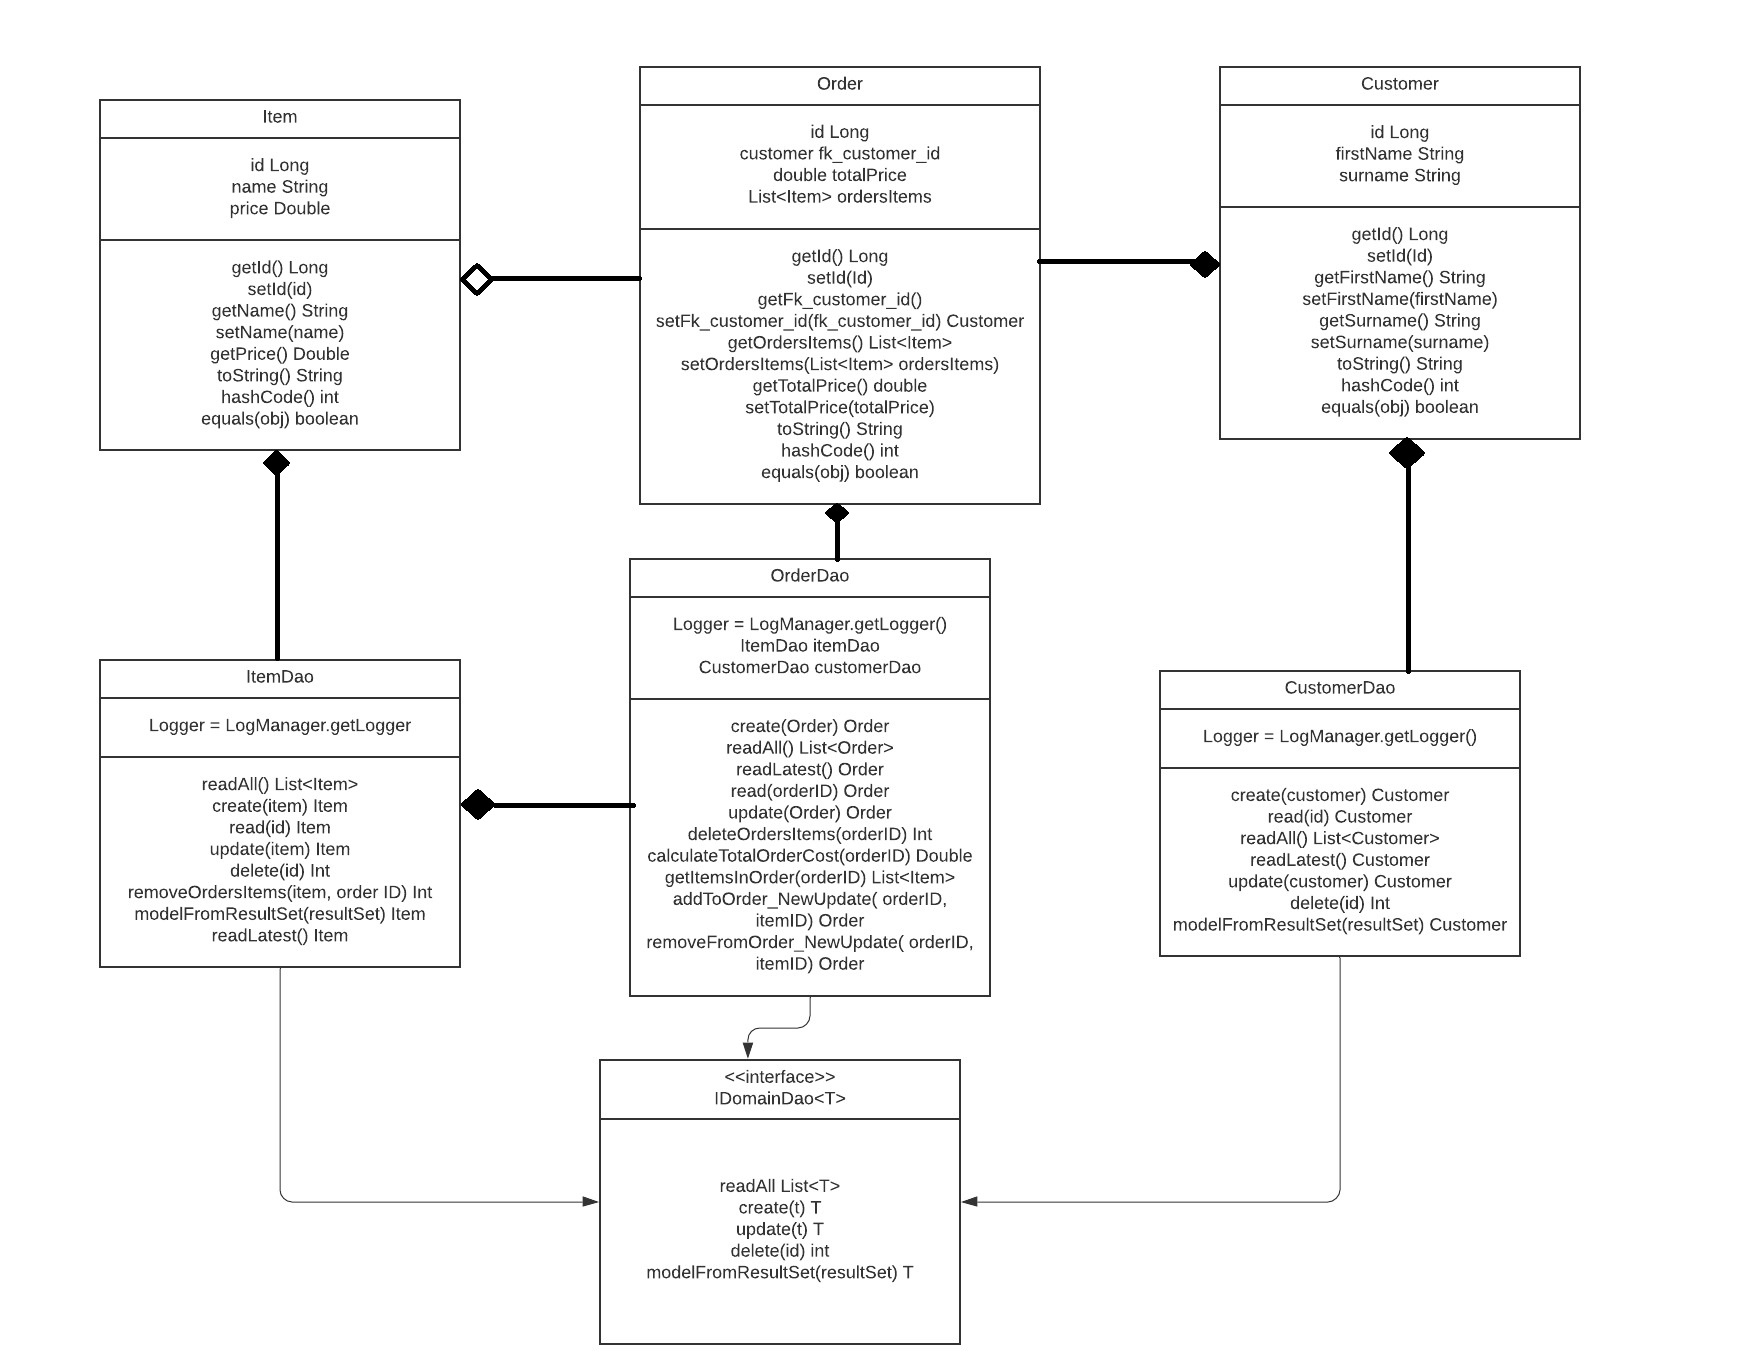 Item
id Long
name String
price Double
getId() Long
setId(id)
getName() String
setName(name)
getPrice() Double
toString() String
hashCode() int
equals(obj) boolean
Order
id Long
customer fk_customer_id
double totalPrice
List<Item> ordersItems
getId() Long
setId(Id)
getFk_customer_id()
setFk_customer_id(fk_customer_id) Customer
getOrdersItems() List<Item>
setOrdersItems(List<Item> ordersItems)
getTotalPrice() double
setTotalPrice(totalPrice)
toString() String
hashCode() int
equals(obj) boolean
Customer
id Long
firstName String
surname String
getId() Long
setId(Id)
getFirstName() String
setFirstName(firstName)
getSurname() String
setSurname(surname)
toString() String
hashCode() int
equals(obj) boolean
ItemDao
Logger = LogManager.getLogger
readAll() List<Item>
create(item) Item
read(id) Item
update(item) Item
delete(id) Int
removeOrdersItems(item, order ID) Int
modelFromResultSet(resultSet) Item
readLatest() Item
OrderDao
Logger = LogManager.getLogger()
ItemDao itemDao
CustomerDao customerDao
create(Order) Order
readAll() List<Order>
readLatest() Order
read(orderID) Order
update(Order) Order
deleteOrdersItems(orderID) Int
calculateTotalOrderCost(orderID) Double
getItemsInOrder(orderID) List<Item>
addToOrder_NewUpdate( orderID,
itemID) Order
removeFromOrder_NewUpdate( orderID,
itemID) Order
CustomerDao
Logger = LogManager.getLogger()
create(customer) Customer
read(id) Customer
readAll() List<Customer>
readLatest() Customer
update(customer) Customer
delete(id) Int
modelFromResultSet(resultSet) Customer
<<interface>>
IDomainDao<T>
readAll List<T>
create(t) T
update(t) T
delete(id) int
modelFromResultSet(resultSet) T